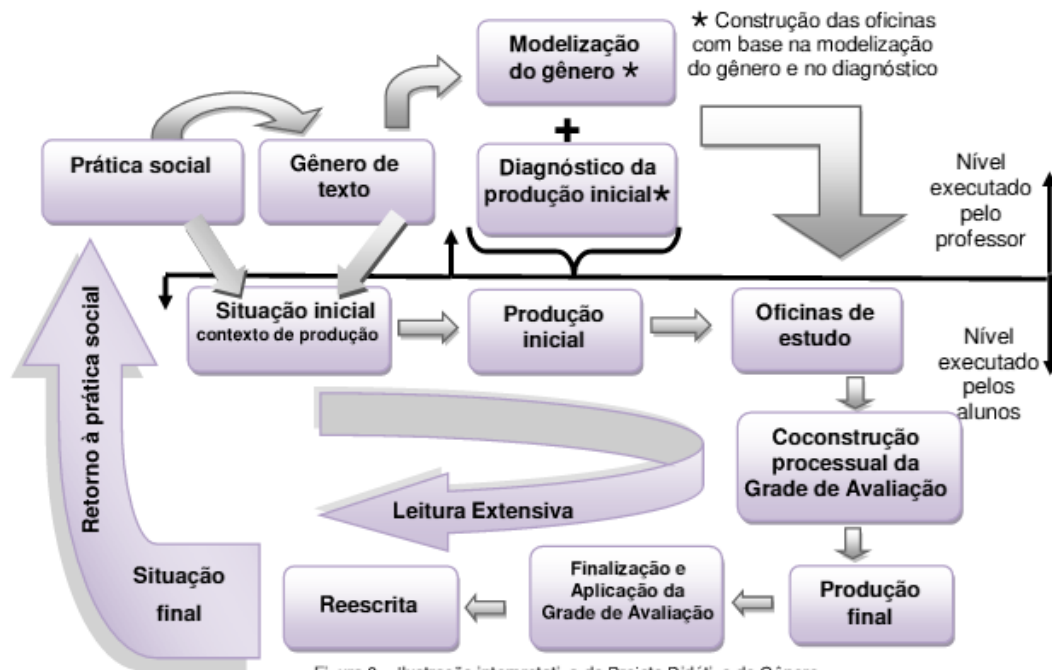 Modelização
do gênero *
* Construção das oficinas
com base na modelização
do gênero e no diagnóstico
Prática social
Gênero de
texto
+
Diagnóstico da
produção inicial*
Nível
executado
pelo
professor
Situação inicial
contexto de produção
Produção
inicial
Oficinas de
estudo
Nível
executado
pelos
alunos
Retorno à prática social
Coconstrução
processual da
Grade de Avaliação
Leitura Extensiva
Situação
final
Reescrita
Finalização e
Aplicação da
Grade de Avaliação
Produção
final